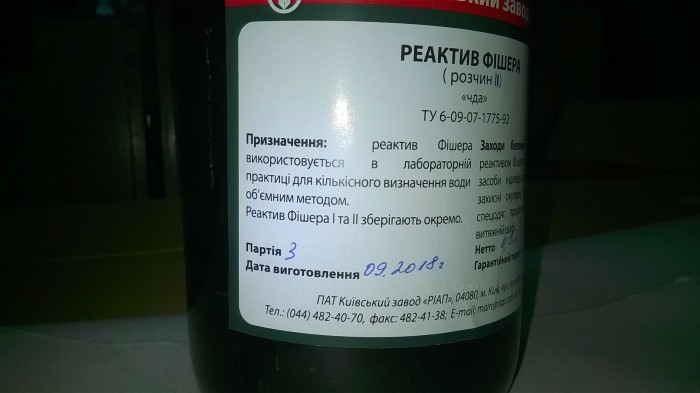 завод
РЕАКТИВ ФІШЕРА
( розчин ІІ)
«чда»
ТУ 6-09-07-1775-92
Призначення: реактив Фішера
використовується в лабораторній
практиці для кількісного визначення води
об'ємним методом.
Реактив Фішера І та ІІ зберігають окремо.
Партія 3
Дата виготовлення 09.2018г
Заходи
реактивом
засоби
захисні
спецодяг,
витяжній
Нетто
Гарантійний
ПАТ Київський завод «РІАП», 04080, м. Київ,
Тел.: (044) 482-40-70, факс: 482-41-38; E-mail: